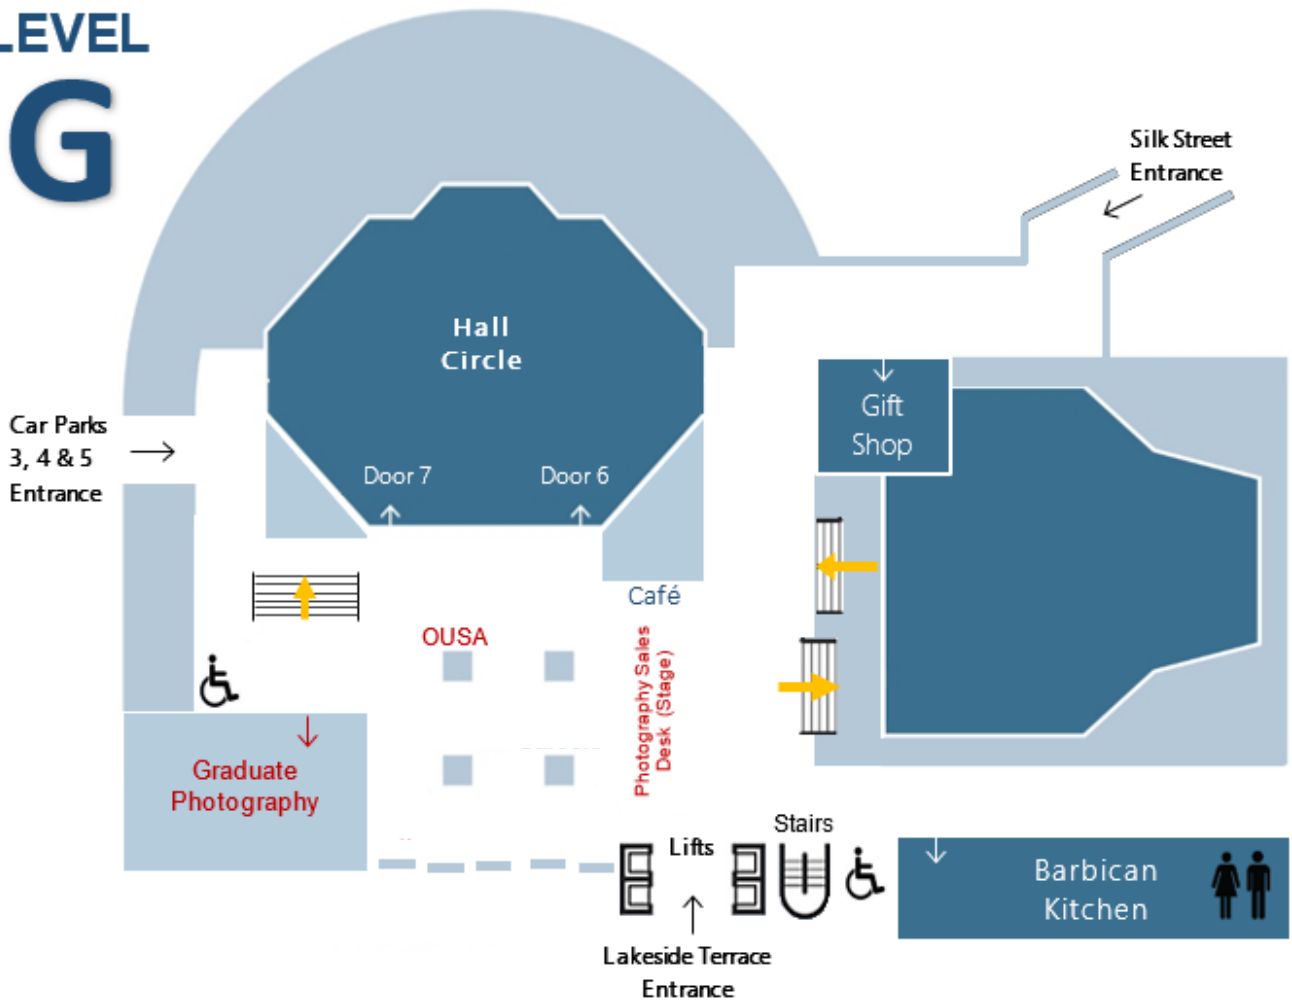 LEVEL
G
Silk Street
Entrance
Hall
Circle
Gift
Shop
Car Parks
3, 4 & 5
Entrance
Door 7
Door 6
Café
OUSA
Photography Sales
Desk (Stage)
Graduate
Photography
Stairs
Lifts
Barbican
Kitchen
Lakeside Terrace
Entrance